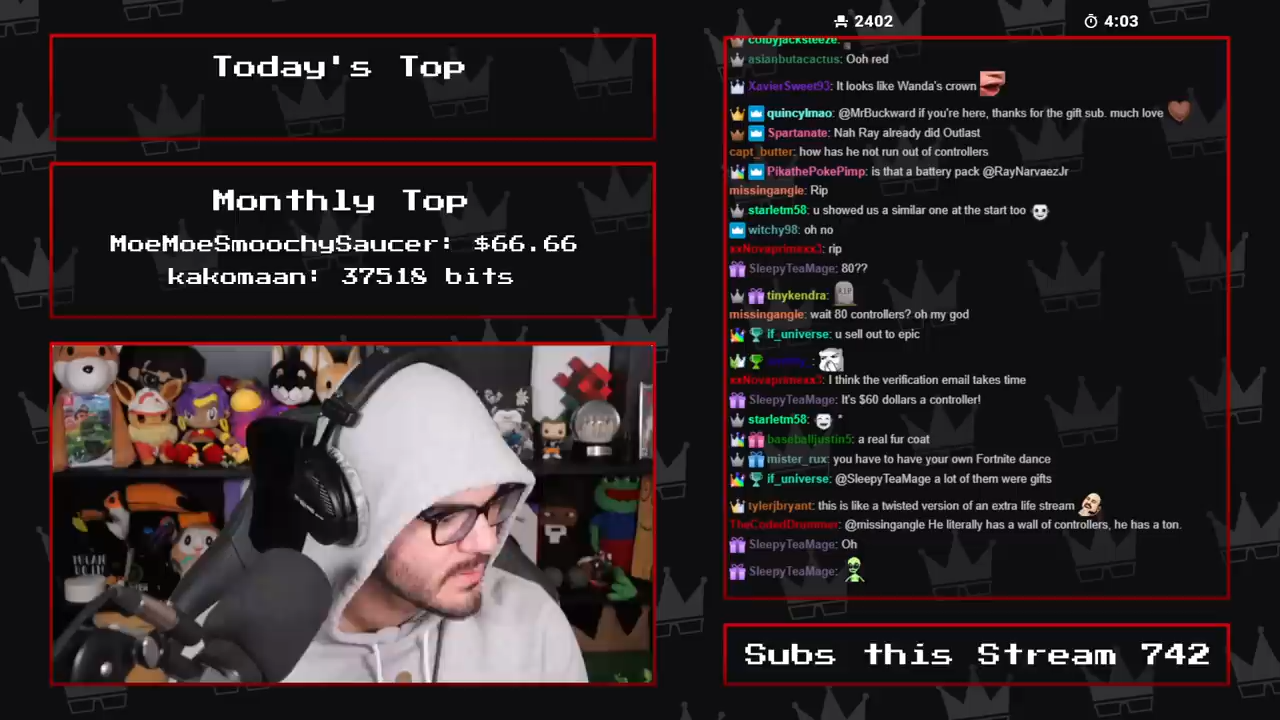 2402
4:03
Today's Top
Monthly Top
MoeMoeSmoochySaucer: $66.66
kakomaan: 37518 bits
colbyjacksteeze:
asianbutacactus: Ooh red
XavierSweet93: It looks like Wanda's crown
quincylmao: @MrBuckward if you're here, thanks for the gift sub. much love
Spartanate: Nah Ray already did Outlast
capt_butter: how has he not run out of controllers
PikathePokePimp: is that a battery pack @RayNarvaezJr
missingangle: Rip
starletm58: u showed us a similar one at the start too
witchy98: oh no
xxNovaprimexx3: rip
SleepyTeaMage: 80??
tinykendra:
RIP
missingangle: wait 80 controllers? oh my god
if_universe: u sell out to epic
xxNovaprimexx3: I think the verification email takes time
SleepyTeaMage: It's $60 dollars a controller!
starletm58: *
baseballjustin5: a real fur coat
mister_rux: you have to have your own Fortnite dance
if_universe: @SleepyTeaMage a lot of them were gifts
tylerjbryant: this is like a twisted version of an extra life stream
TheCodedDrummer: @missingangle He literally has a wall of controllers, he has a ton.
SleepyTeaMage: Oh
SleepyTeaMage:
Subs this Stream 742